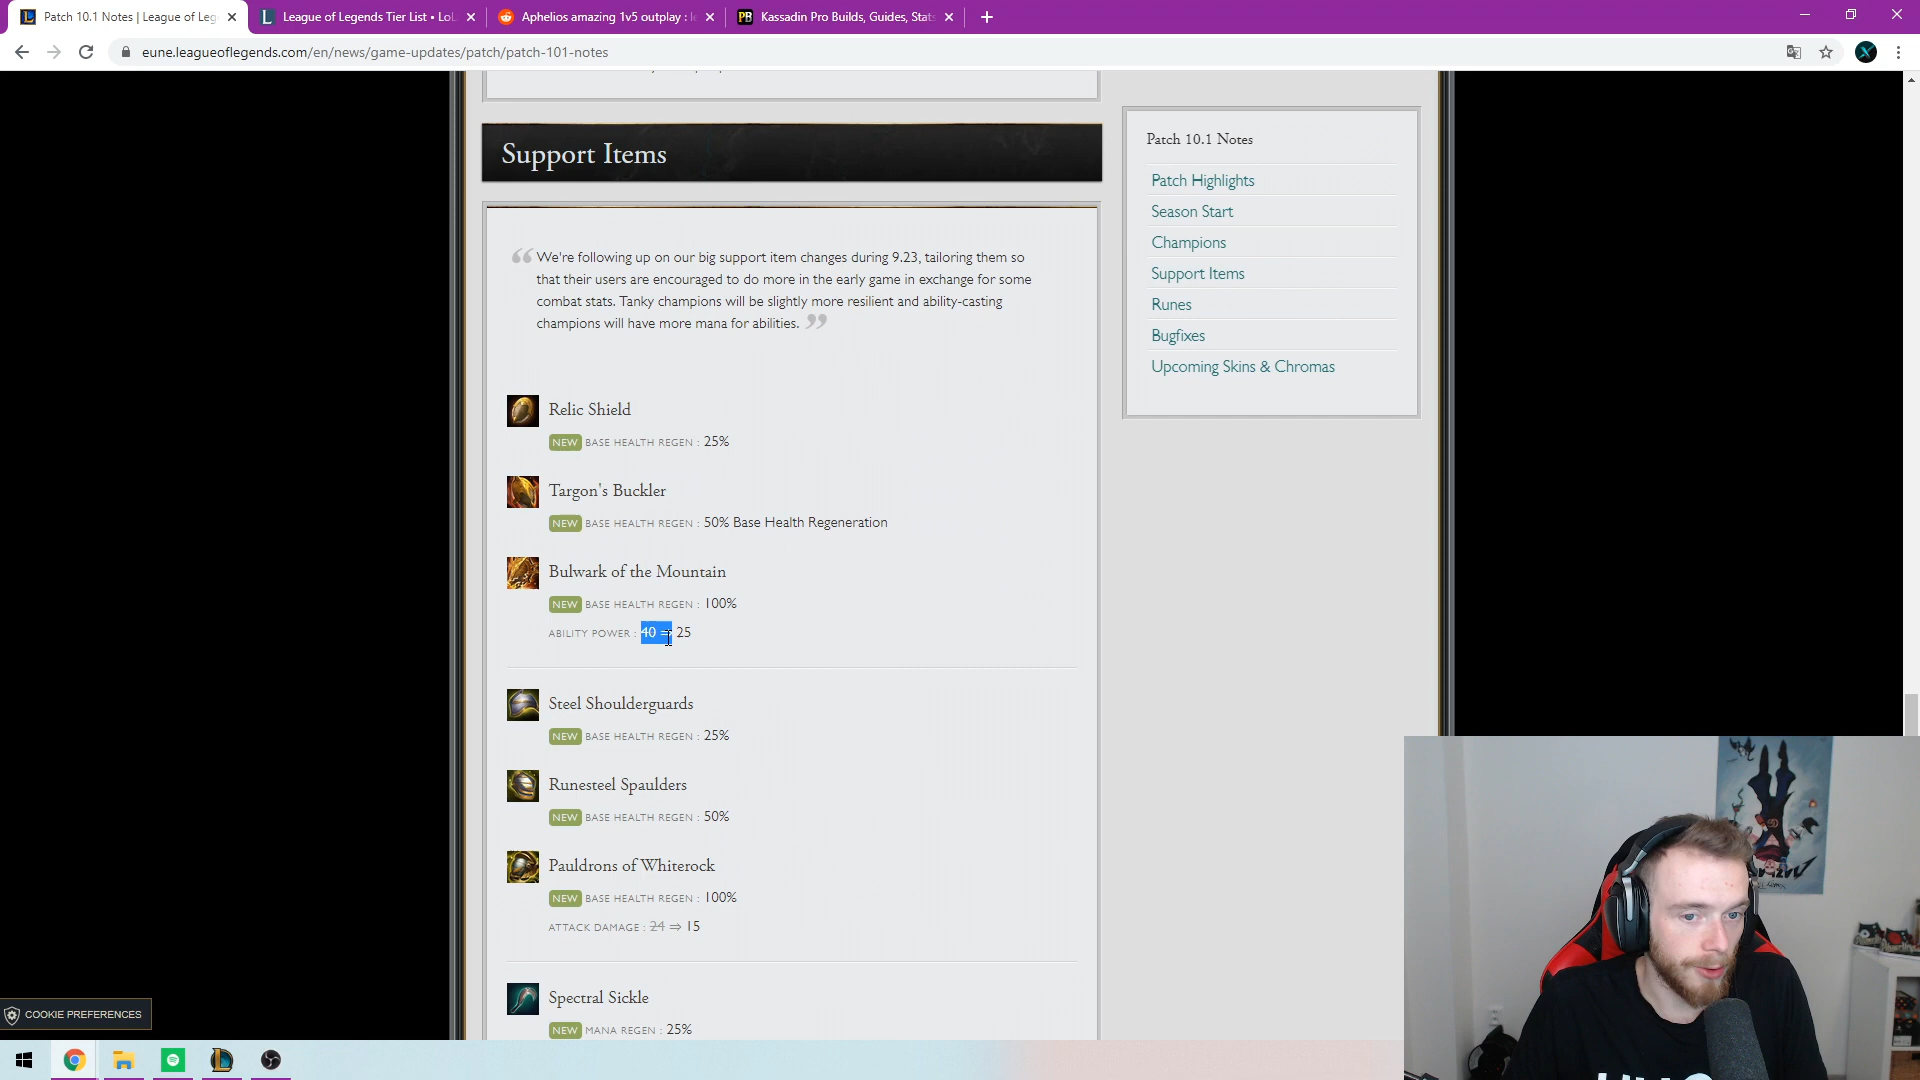 Patch 10.1 Notes | League of Leg
League of Legends Tier List • LoL
Aphelios amazing 1v5 outplay : le
Kassadin Pro Builds, Guides, Stats
eune.leagueoflegends.com/en/news/game-updates/patch/patch-101-notes
Support Items
We're following up on our big support item changes during 9.23, tailoring them so
that their users are encouraged to do more in the early game in exchange for some
combat stats. Tanky champions will be slightly more resilient and ability-casting
champions will have more mana for abilities.
Relic Shield
NEW BASE HEALTH REGEN : 25%
Targon's Buckler
NEW BASE HEALTH REGEN : 50% Base Health Regeneration
Bulwark of the Mountain
NEW BASE HEALTH REGEN : 100%
ABILITY POWER : 40 ⇒ 25
Steel Shoulderguards
NEW BASE HEALTH REGEN : 25%
Runesteel Spaulders
NEW BASE HEALTH REGEN : 50%
Pauldrons of Whiterock
NEW BASE HEALTH REGEN : 100%
ATTACK DAMAGE : 24 ⇒ 15
Spectral Sickle
NEW MANA REGEN : 25%
Patch 10.1 Notes
Patch Highlights
Season Start
Champions
Support Items
Runes
Bugfixes
Upcoming Skins & Chromas
COOKIE PREFERENCES